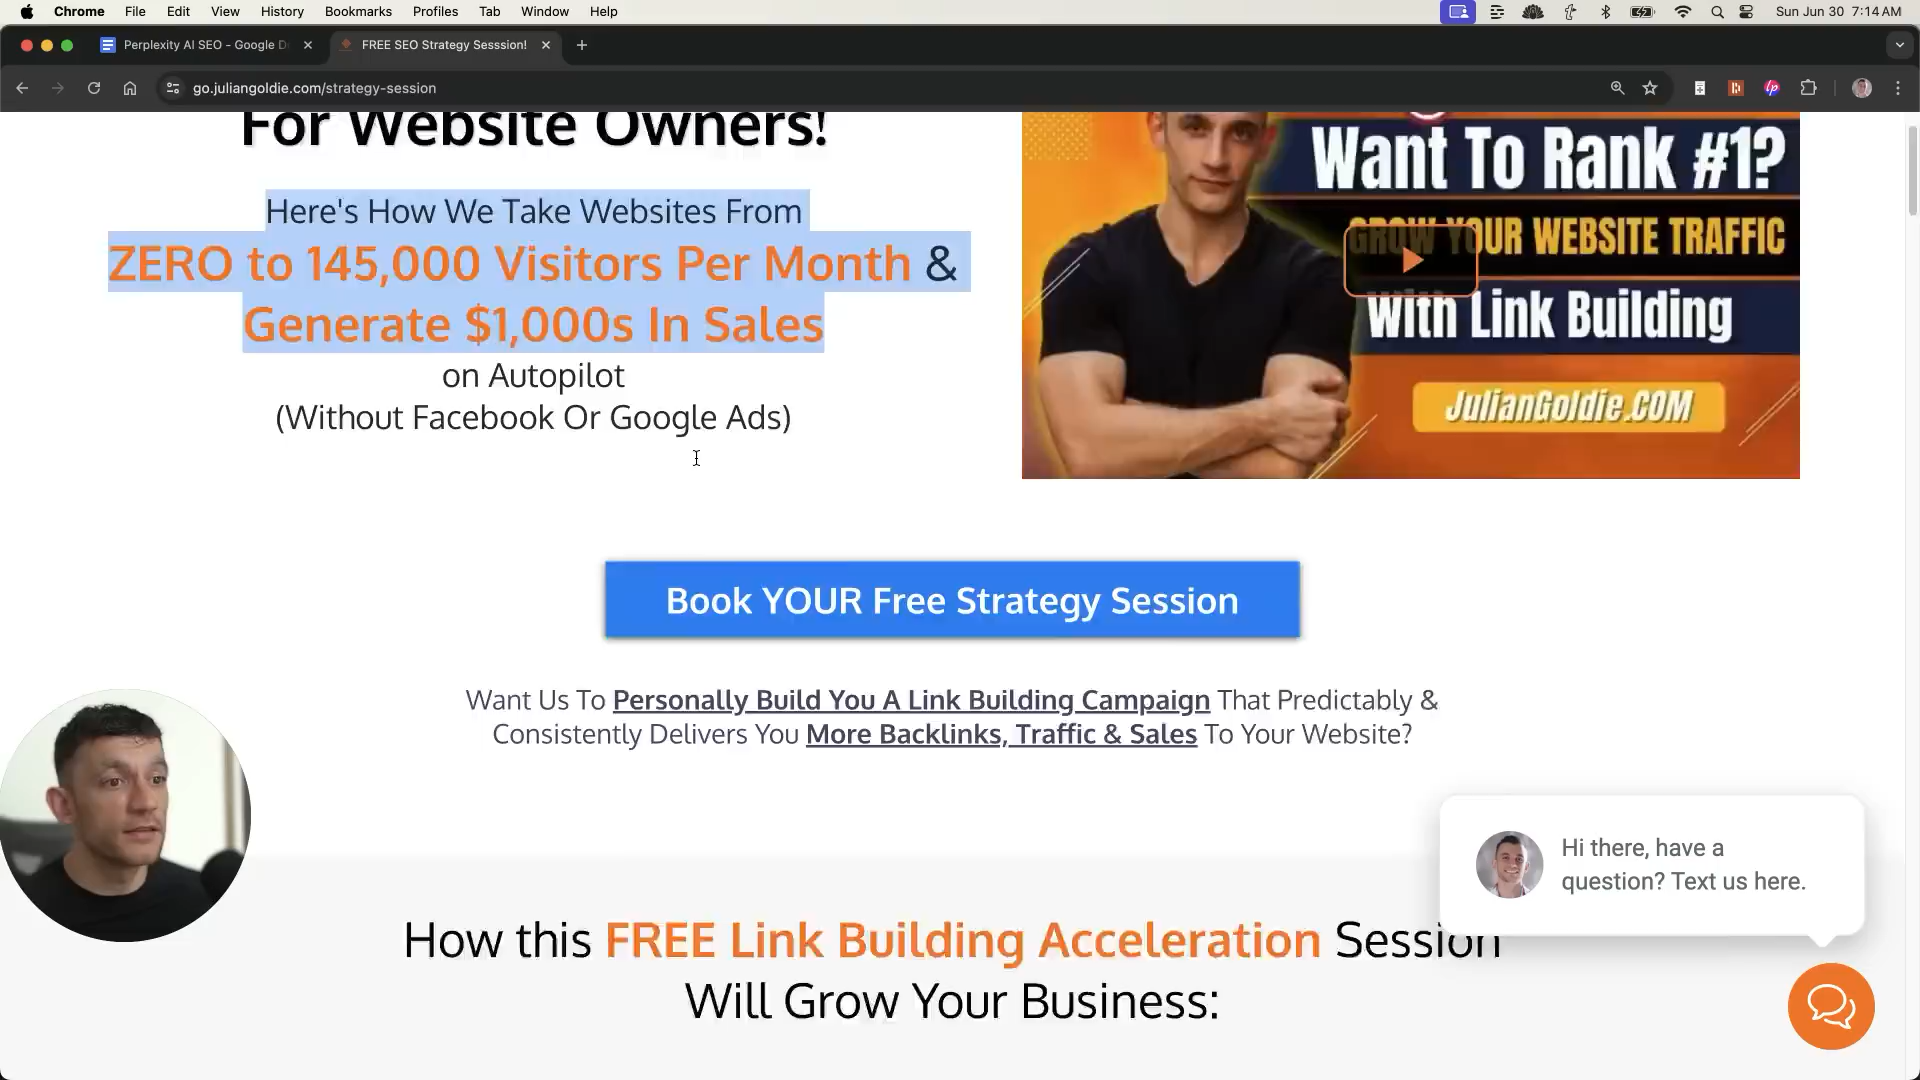 Chrome File Edit View History Bookmarks Profiles Tab Window Help
Sun Jun 30 7:14 AM
Perplexity AI SEO - Google D
FREE SEO Strategy Sesssion!
go.juliangoldie.com/strategy-session
For Website Owners!
Here's How We Take Websites From
ZERO to 145,000 Visitors Per Month &
Generate $1,000s In Sales
on Autopilot
(Without Facebook Or Google Ads)
Want To Rank #1?
GROW YOUR WEBSITE TRAFFIC
With Link Building
JulianGoldie.COM
Book YOUR Free Strategy Session
Want Us To Personally Build You A Link Building Campaign That Predictably &
Consistently Delivers You More Backlinks, Traffic & Sales To Your Website?
Hi there, have a
question? Text us here.
How this FREE Link Building Acceleration Session
Will Grow Your Business: